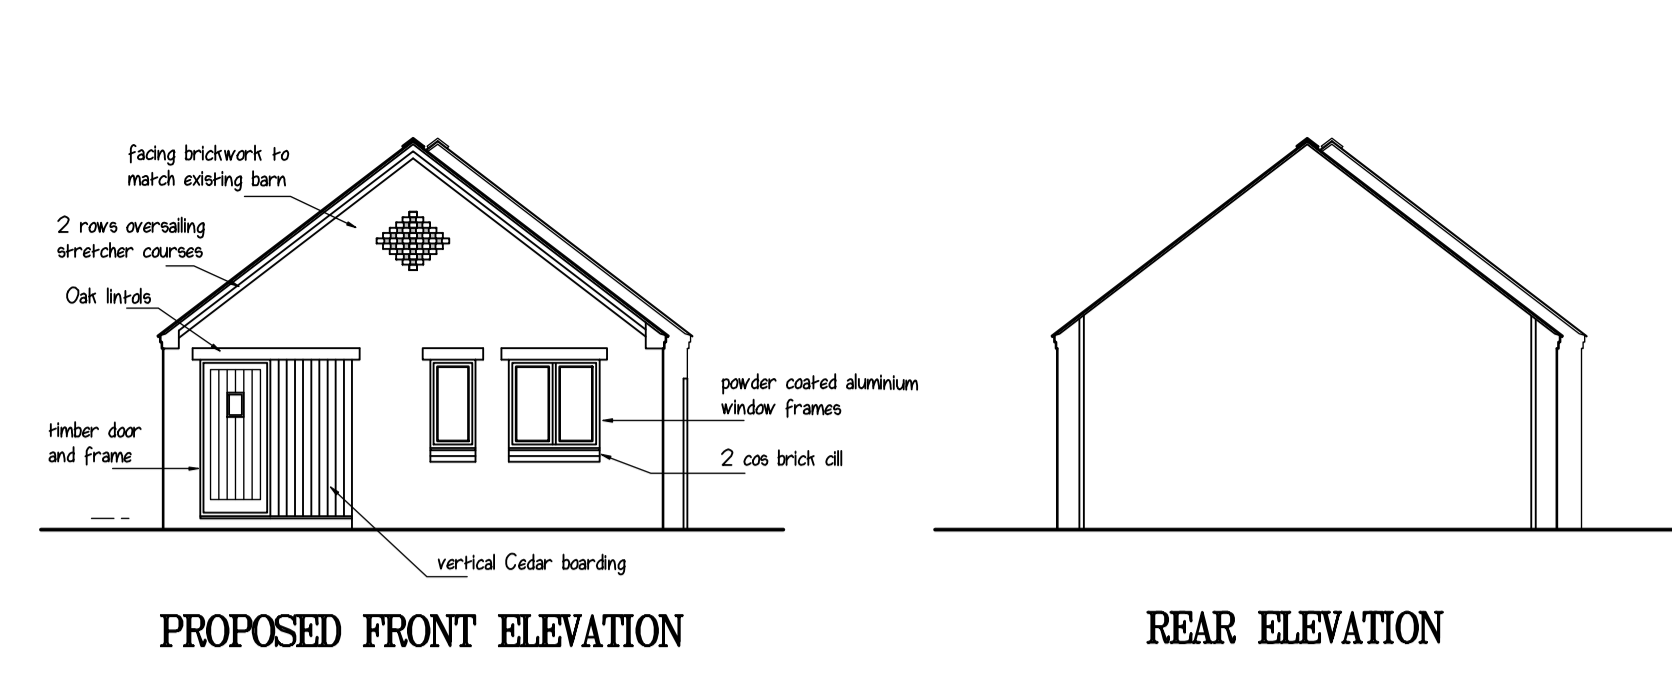 facing brickwork to
match existing barn
2 rows oversailing
stretcher courses
Oak lintols
timber door
and frame
powder coated aluminium
window frames
2 cos brick cill
vertical Cedar boarding
PROPOSED FRONT ELEVATION
REAR ELEVATION